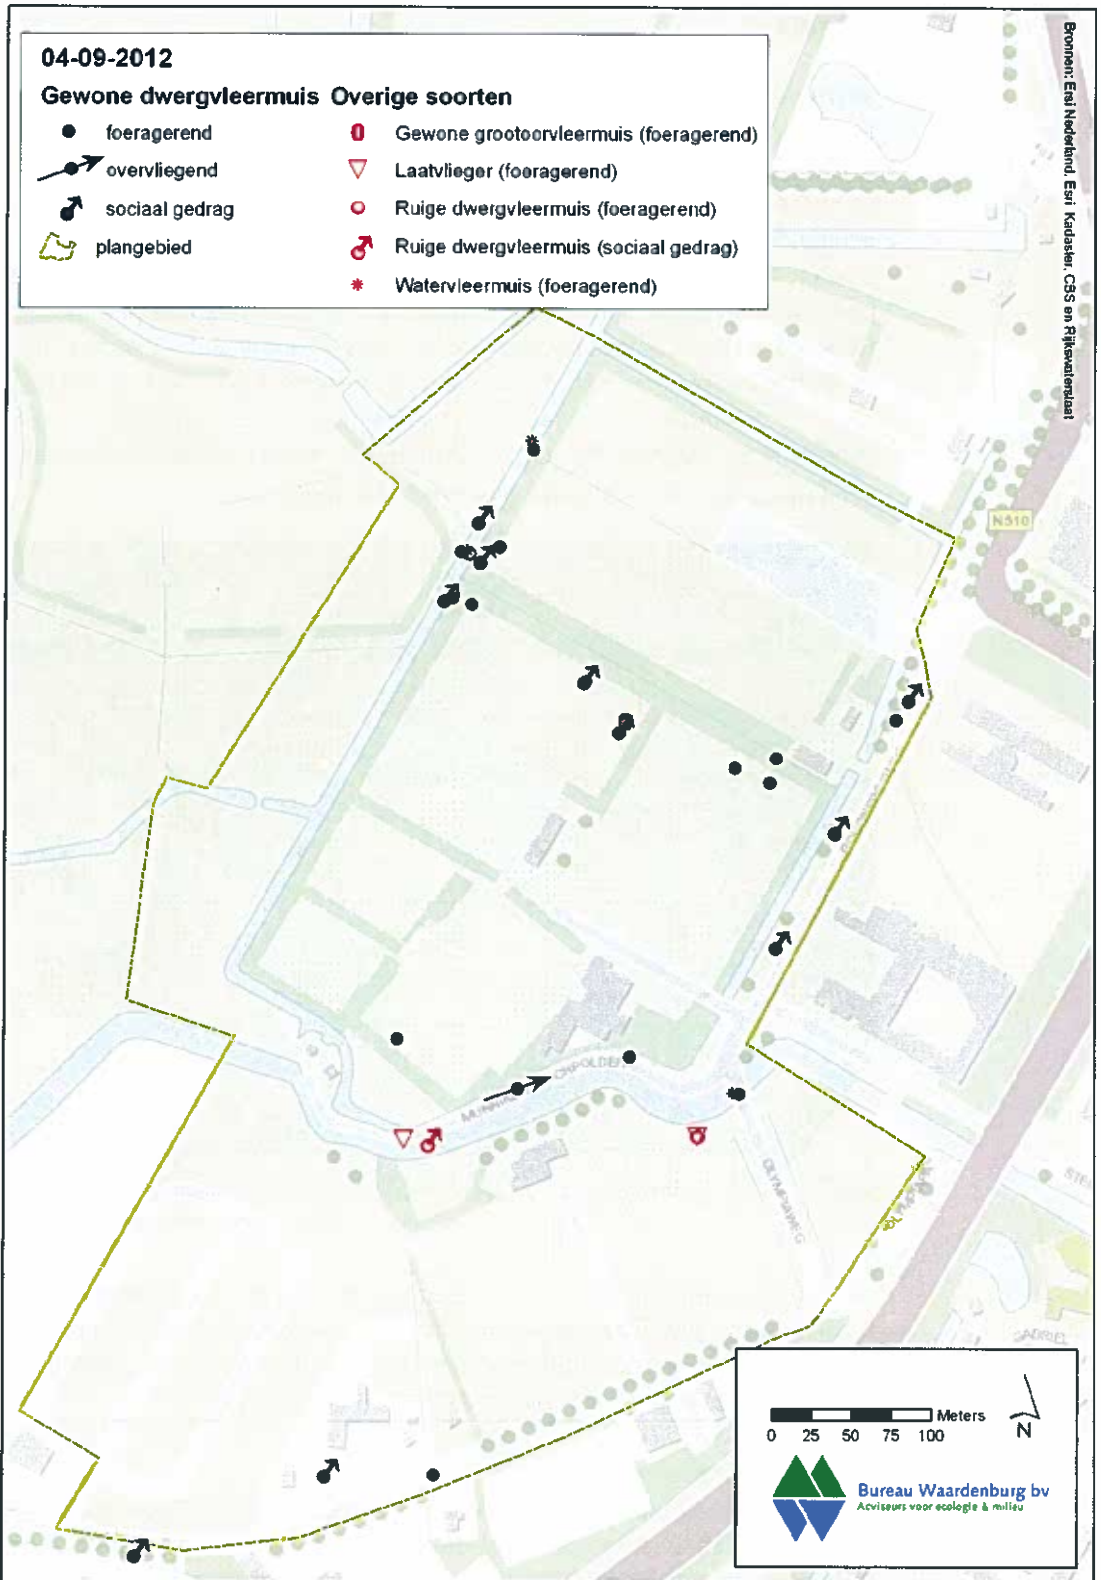 04-09-2012
Gewone dwergvleermuis Overige soorten
foeragerend
overvliegend
sociaal gedrag
plangebied
Gewone grootoorvleermuis (foeragerend)
Laatvlieger (foeragerend)
Ruige dwergvleermuis (foeragerend)
Ruige dwergvleermuis (sociaal gedrag)
Watervleermuis (foeragerend)
Bronnen: Esri Nederland, Esri, Kadaster, CBS en Rijkswaterstaat
N510
OLYMPIAWEG
GABRIEL
Meters
0 25 50 75 100
N
Bureau Waardenburg bv
Adviseurs voor ecologie & milieu